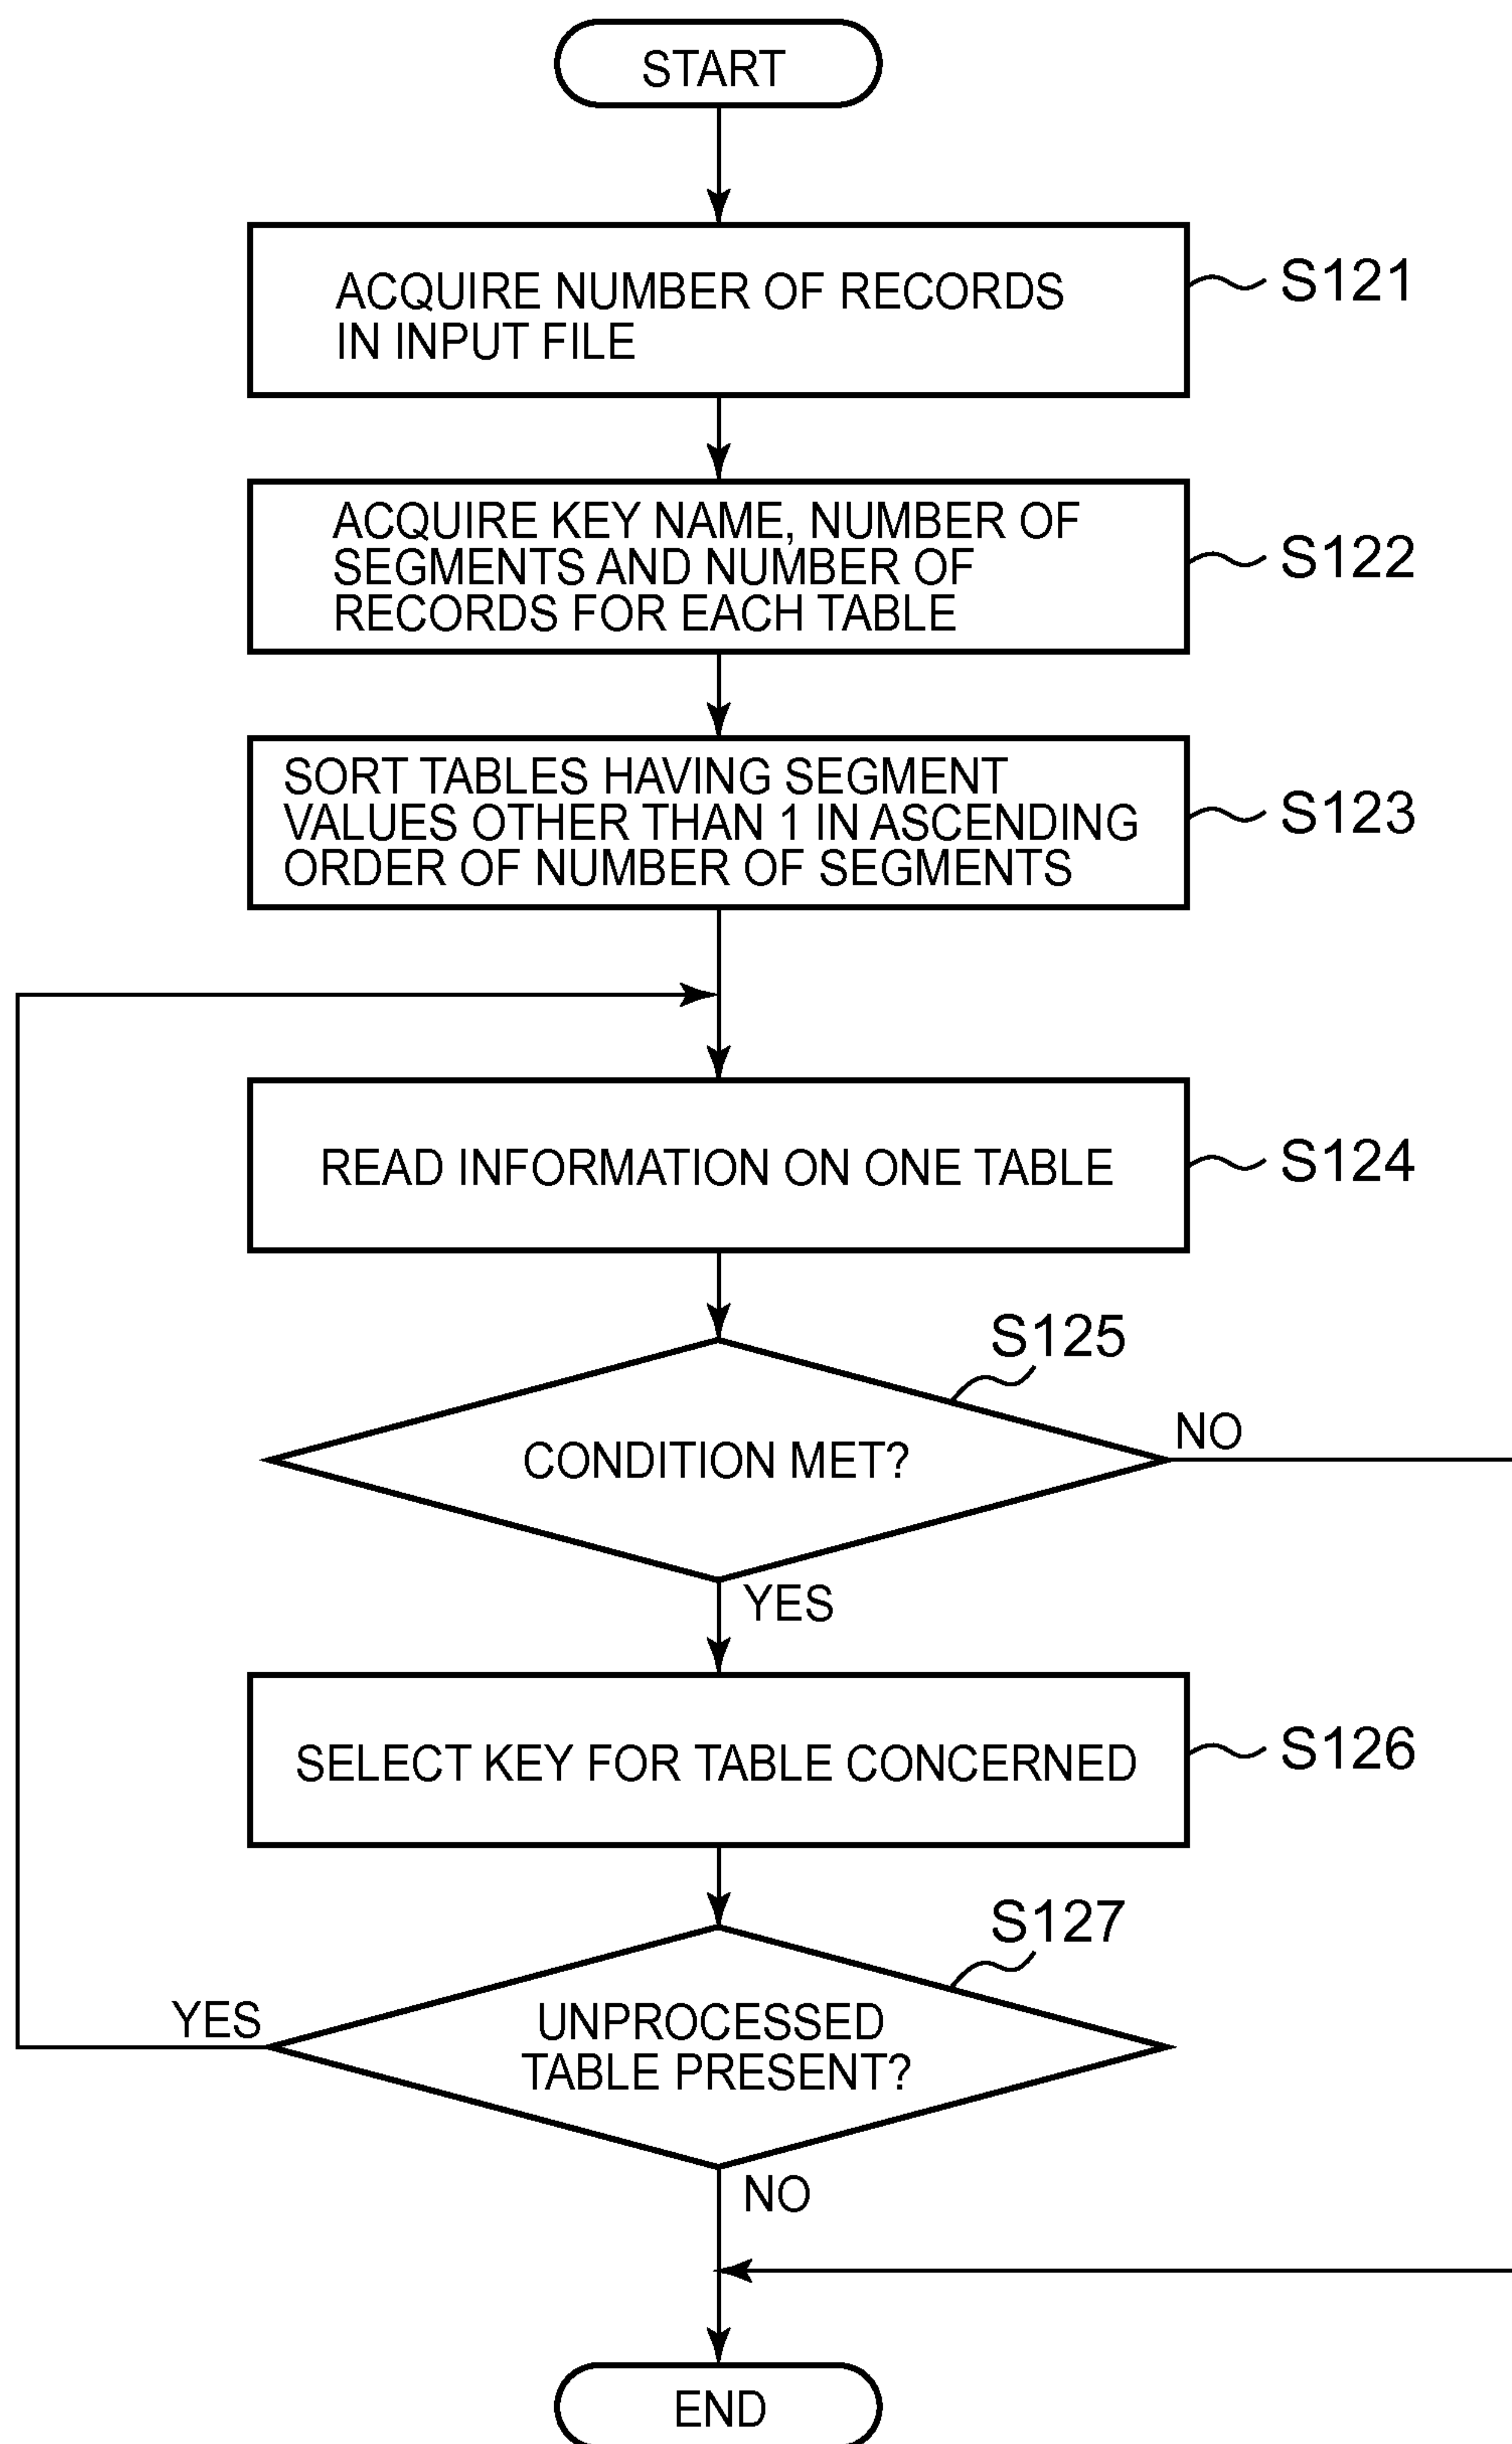 START
ACQUIRE NUMBER OF RECORDS
IN INPUT FILE
S121
ACQUIRE KEY NAME, NUMBER OF
SEGMENTS AND NUMBER OF
RECORDS FOR EACH TABLE
S122
SORT TABLES HAVING SEGMENT
VALUES OTHER THAN 1 IN ASCENDING
ORDER OF NUMBER OF SEGMENTS
S123
READ INFORMATION ON ONE TABLE
S124
S125
CONDITION MET?
NO
YES
SELECT KEY FOR TABLE CONCERNED
S126
S127
UNPROCESSED
TABLE PRESENT?
YES
NO
END